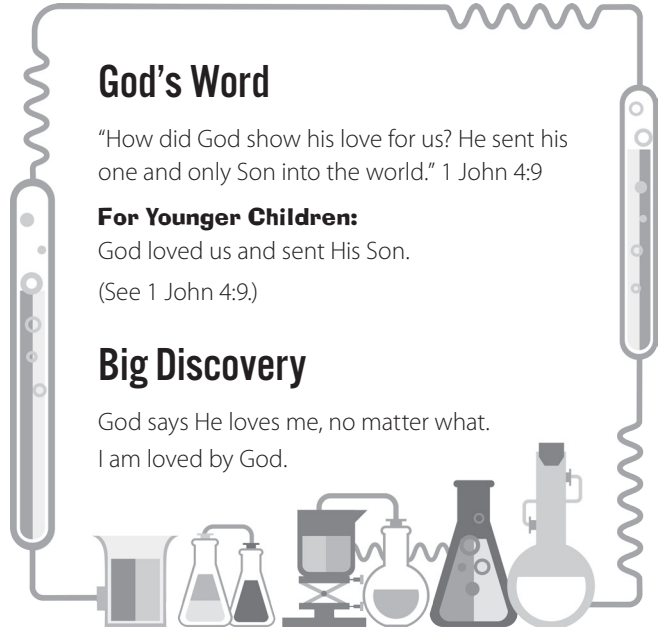 God’s Word
“How did God show his love for us? He sent his
one and only Son into the world.” 1 John 4:9
For Younger Children:
God loved us and sent His Son.
(See 1 John 4:9.)
Big Discovery
God says He loves me, no matter what.
I am loved by God.